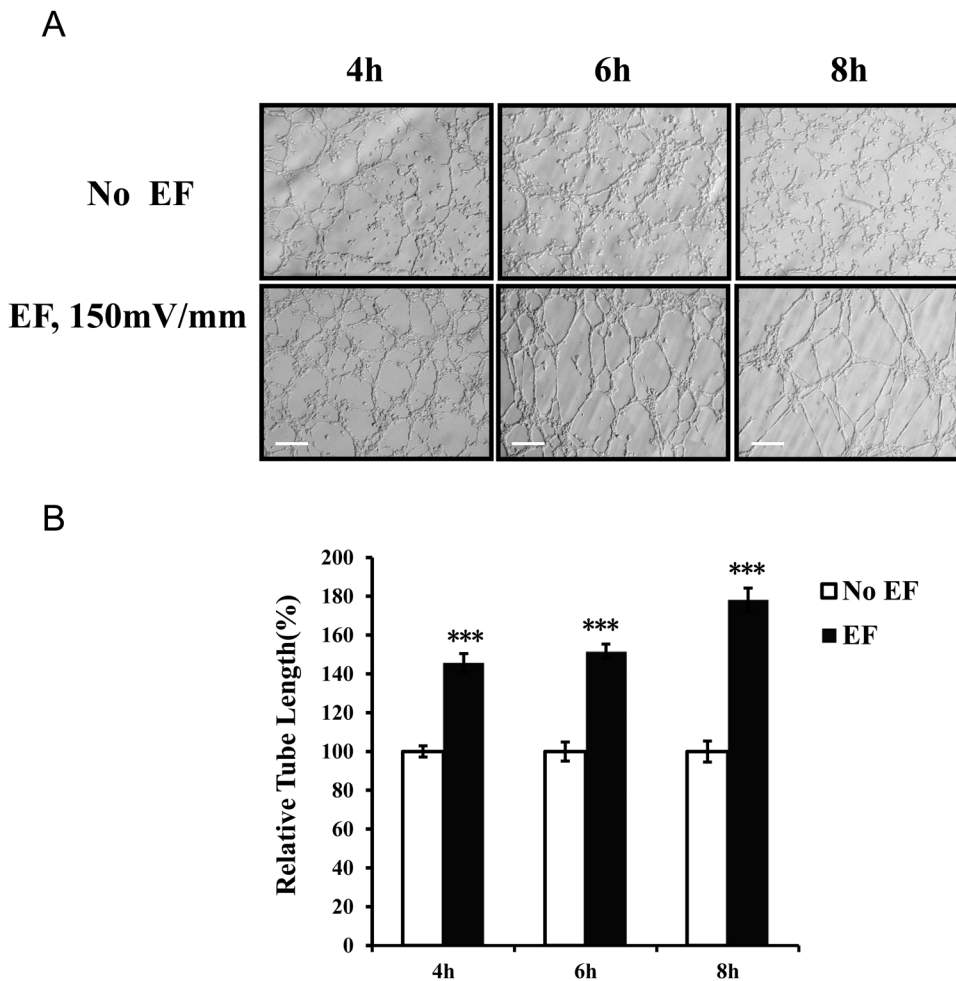 A
4h 6h 8h
No EF
EF, 150mV/mm
B
Relative Tube Length(%)
200
180
160
140
120
100
80
60
40
20
0
***
***
***
No EF
EF
4h 6h 8h